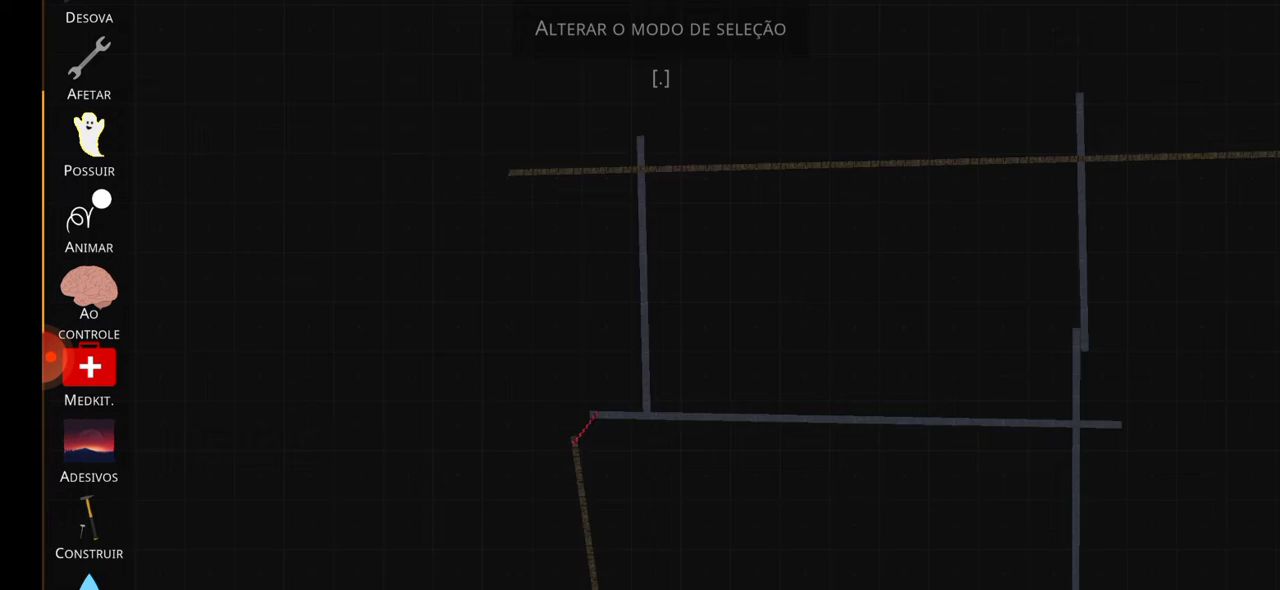 Desova
Afetar
Possuir
Animar
Ao
controle
Medkit.
Adesivos
Construir
Alterar o modo de seleção
[.]